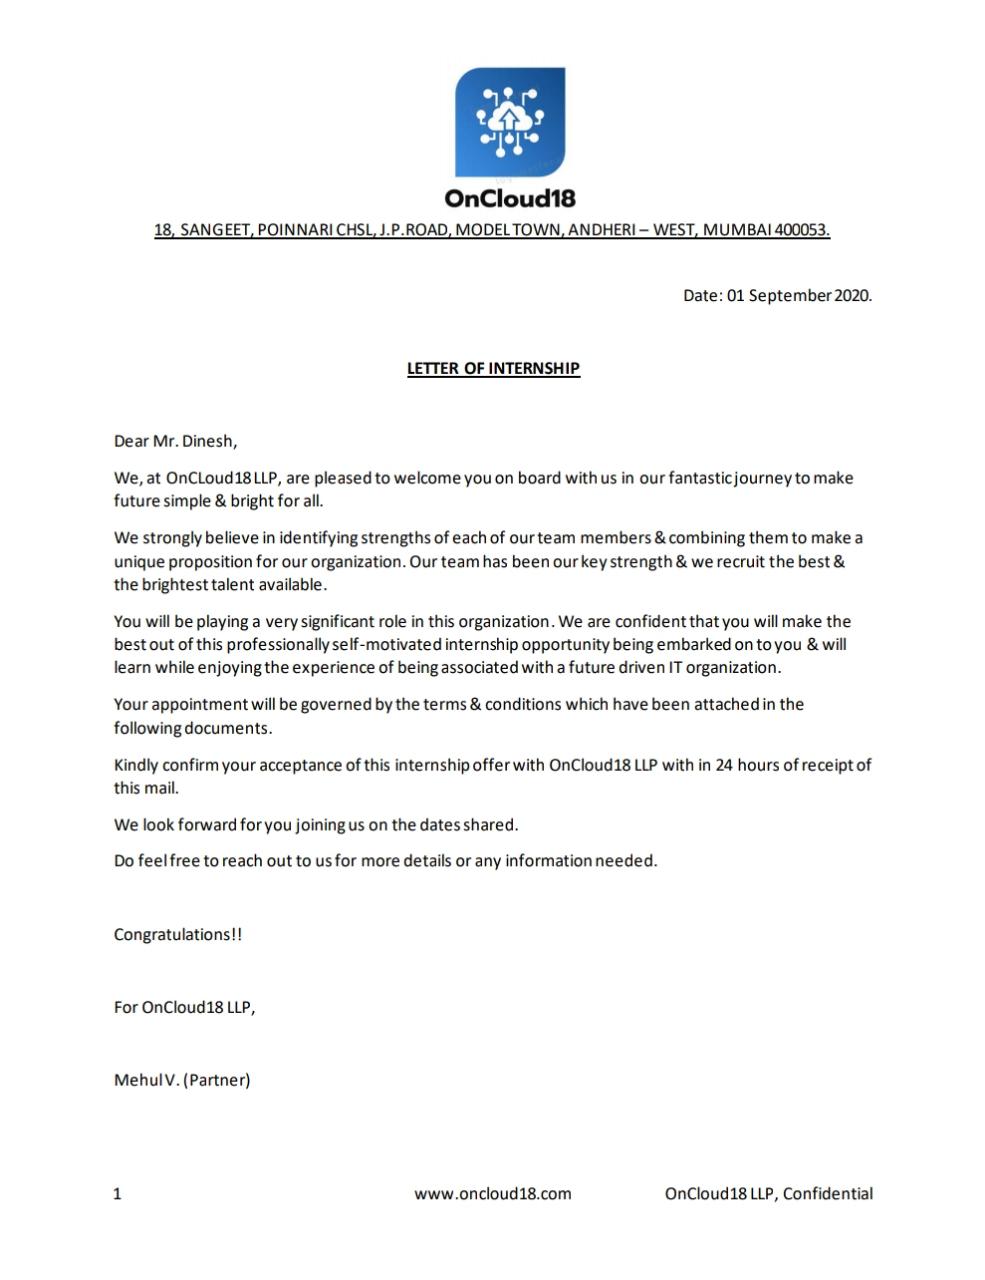 OnCloud18
18, SANGEET, POINNARI CHSL, J.P.ROAD, MODEL TOWN, ANDHERI – WEST, MUMBAI 400053.
Date: 01 September 2020.
LETTER OF INTERNSHIP
Dear Mr. Dinesh,
We, at OnCLoud18 LLP, are pleased to welcome you on board with us in our fantastic journey to make
future simple & bright for all.
We strongly believe in identifying strengths of each of our team members & combining them to make a
unique proposition for our organization. Our team has been our key strength & we recruit the best &
the brightest talent available.
You will be playing a very significant role in this organization. We are confident that you will make the
best out of this professionally self-motivated internship opportunity being embarked on to you & will
learn while enjoying the experience of being associated with a future driven IT organization.
Your appointment will be governed by the terms & conditions which have been attached in the
following documents.
Kindly confirm your acceptance of this internship offer with OnCloud18 LLP with in 24 hours of receipt of
this mail.
We look forward for you joining us on the dates shared.
Do feel free to reach out to us for more details or any information needed.
Congratulations!!
For OnCloud18 LLP,
Mehul V. (Partner)
1 www.oncloud18.com OnCloud18 LLP, Confidential